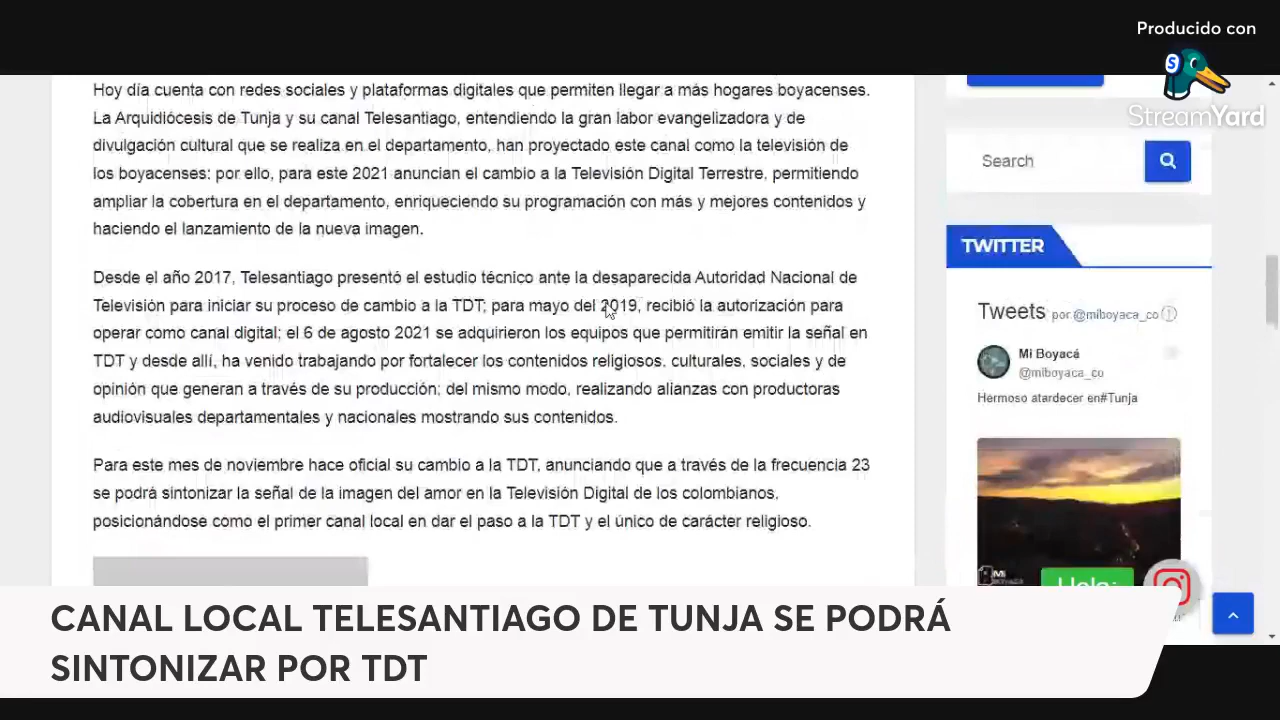 Producido con
StreamYard
Hoy día cuenta con redes sociales y plataformas digitales que permiten llegar a más hogares boyacenses.
La Arquidiócesis de Tunja y su canal Telesantiago, entendiendo la gran labor evangelizadora y de
divulgación cultural que se realiza en el departamento, han proyectado este canal como la televisión de
los boyacenses; por ello, para este 2021 anuncian el cambio a la Televisión Digital Terrestre, permitiendo
ampliar la cobertura en el departamento, enriqueciendo su programación con más y mejores contenidos y
haciendo el lanzamiento de la nueva imagen.
Desde el año 2017, Telesantiago presentó el estudio técnico ante la desaparecida Autoridad Nacional de
Televisión para iniciar su proceso de cambio a la TDT; para mayo del 2019, recibió la autorización para
operar como canal digital; el 6 de agosto 2021 se adquirieron los equipos que permitirán emitir la señal en
TDT y desde allí, ha venido trabajando por fortalecer los contenidos religiosos, culturales, sociales y de
opinión que generan a través de su producción; del mismo modo, realizando alianzas con productoras
audiovisuales departamentales y nacionales mostrando sus contenidos.
Para este mes de noviembre hace oficial su cambio a la TDT, anunciando que a través de la frecuencia 23
se podrá sintonizar la señal de la imagen del amor en la Televisión Digital de los colombianos,
posicionándose como el primer canal local en dar el paso a la TDT y el único de carácter religioso.
Search
TWITTER
Tweets por @miboyaca_co
Mi Boyacá
@miboyaca_co
Hermoso atardecer en#Tunja
Mi
CANAL LOCAL TELESANTIAGO DE TUNJA SE PODRÁ
SINTONIZAR POR TDT